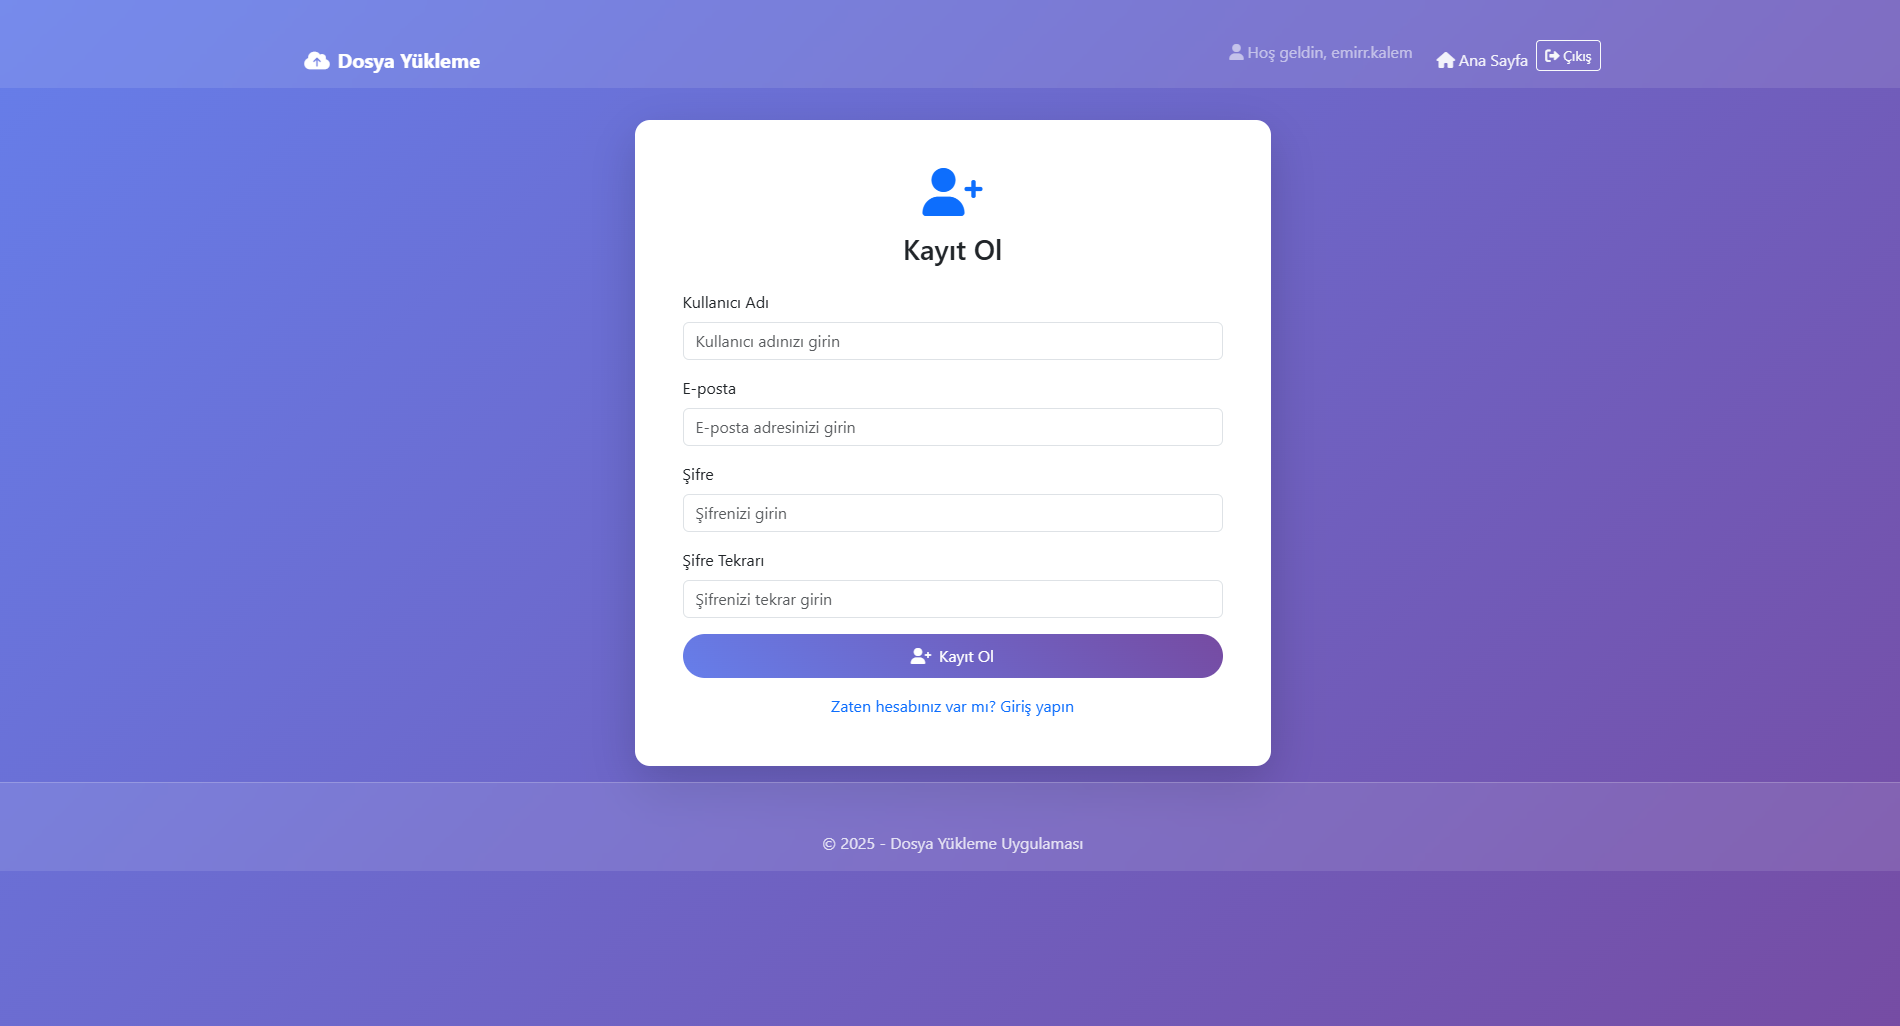 Dosya Yükleme
Hoş geldin, emirr.kalem
Ana Sayfa
Çıkış
Kayıt Ol
Kullanıcı Adı
Kullanıcı adınızı girin
E-posta
E-posta adresinizi girin
Şifre
Şifrenizi girin
Şifre Tekrarı
Şifrenizi tekrar girin
Kayıt Ol
Zaten hesabınız var mı? Giriş yapın
© 2025 - Dosya Yükleme Uygulaması